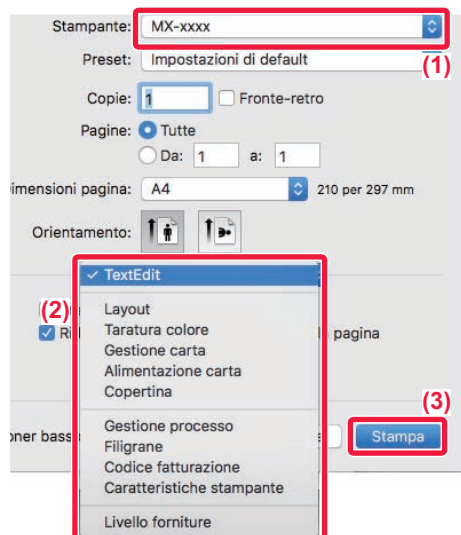 Stampante: MX-xxxx
(1)
Preset: Impostazioni di default
Copie: 1 Fronte-retro
Pagine: Tutte
Da: 1 a: 1
imensioni pagina: A4 210 per 297 mm
Orientamento:
✓ TextEdit
(2)
Layout
Ri pagina
Taratura colore
Gestione carta
Alimentazione carta
Copertina
(3)
Gestione processo
oner bass Stampa
Filigrane
Codice fatturazione
Caratteristiche stampante
Livello forniture